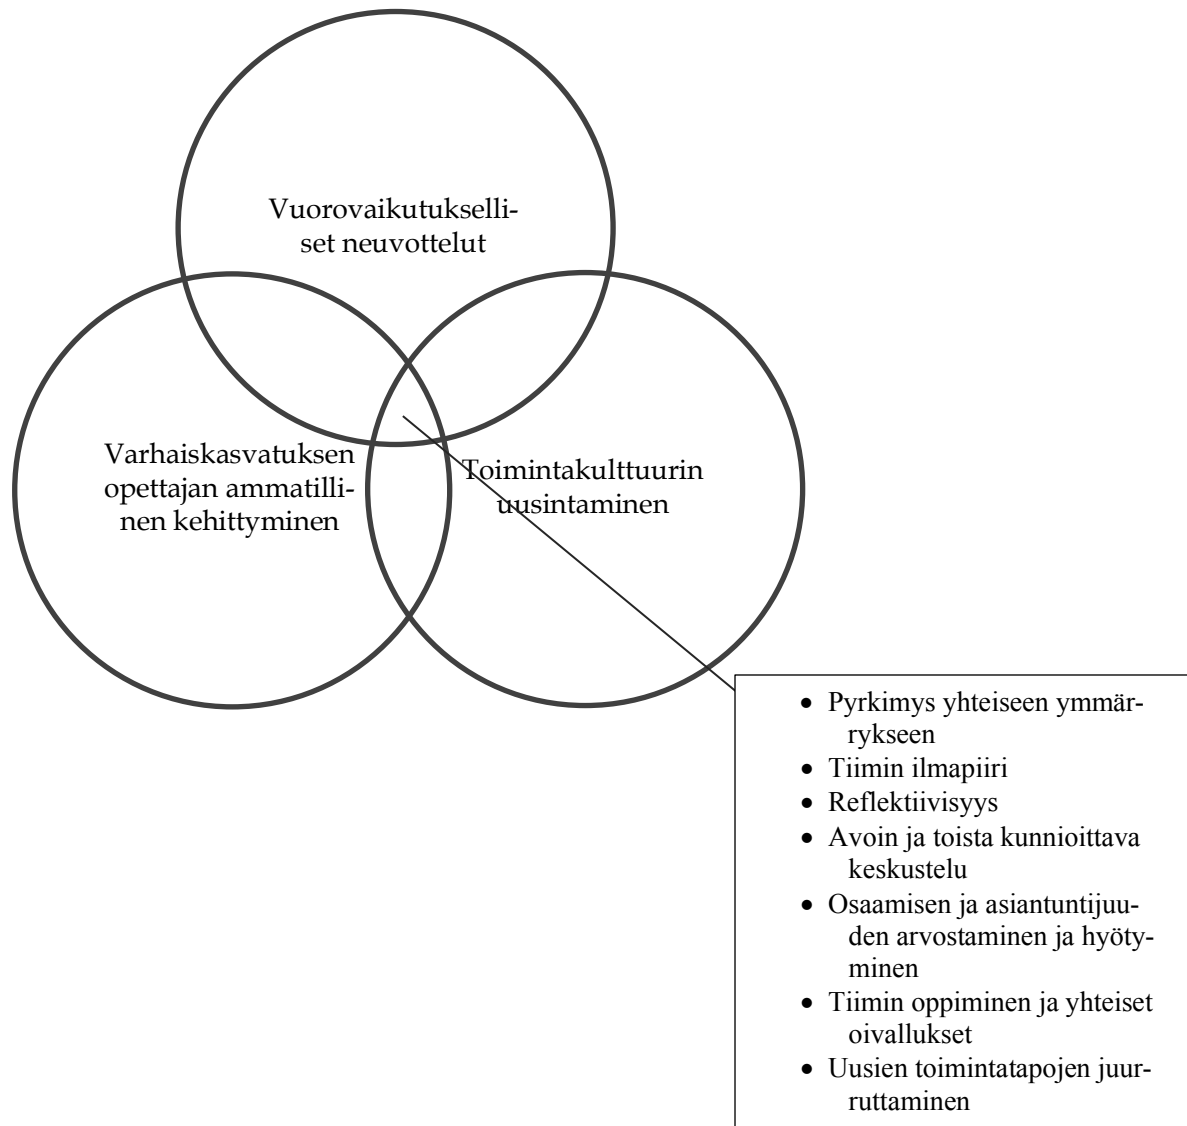 Vuorovaikutukselli-
set neuvottelut
Varhaiskasvatuksen
opettajan ammatilli-
nen kehittyminen
Toimintakulttuurin
uusintaminen
• Pyrkimys yhteiseen ymmär-
rykseen
• Tiimin ilmapiiri
• Reflektiivisyys
• Avoin ja toista kunnioittava
keskustelu
• Osaamisen ja asiantuntijuu-
den arvostaminen ja hyöty-
minen
• Tiimin oppiminen ja yhteiset
oivallukset
• Uusien toimintatapojen juur-
ruttaminen